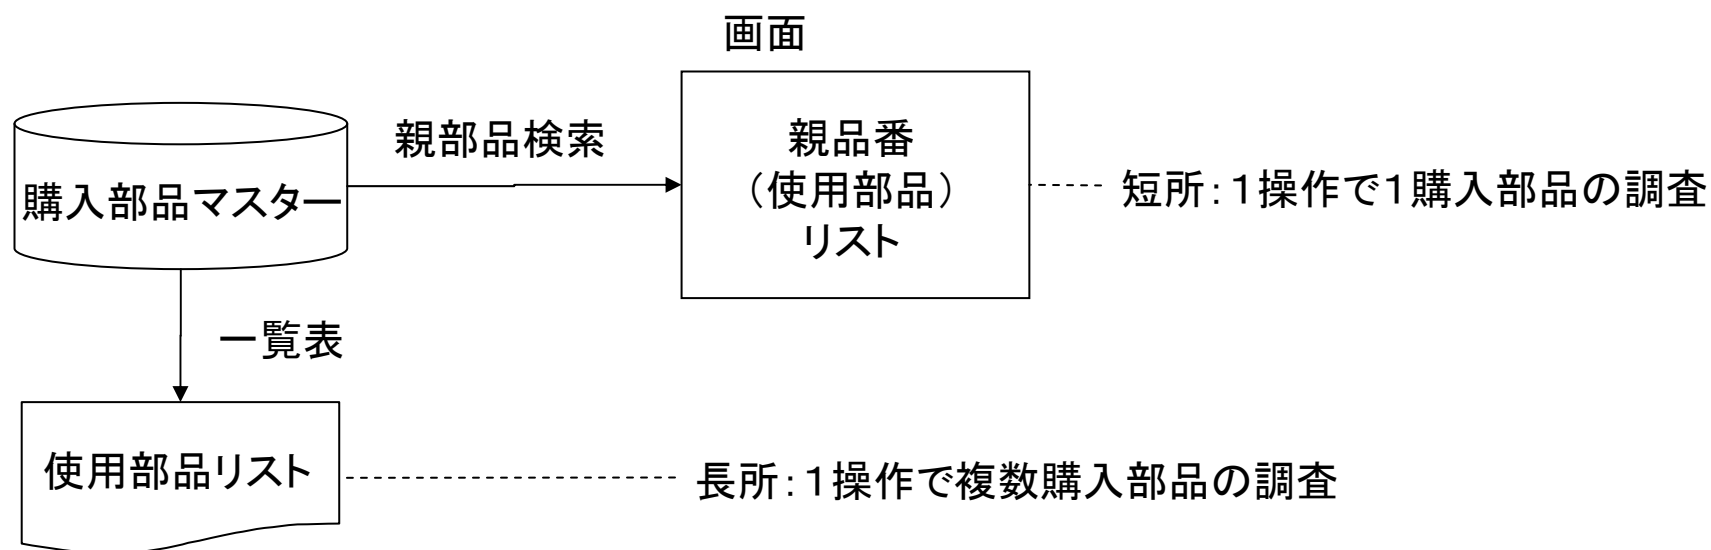 画面
親部品検索
購入部品マスター
親品番
（使用部品）
リスト
短所：１操作で１購入部品の調査
一覧表
使用部品リスト
長所：１操作で複数購入部品の調査